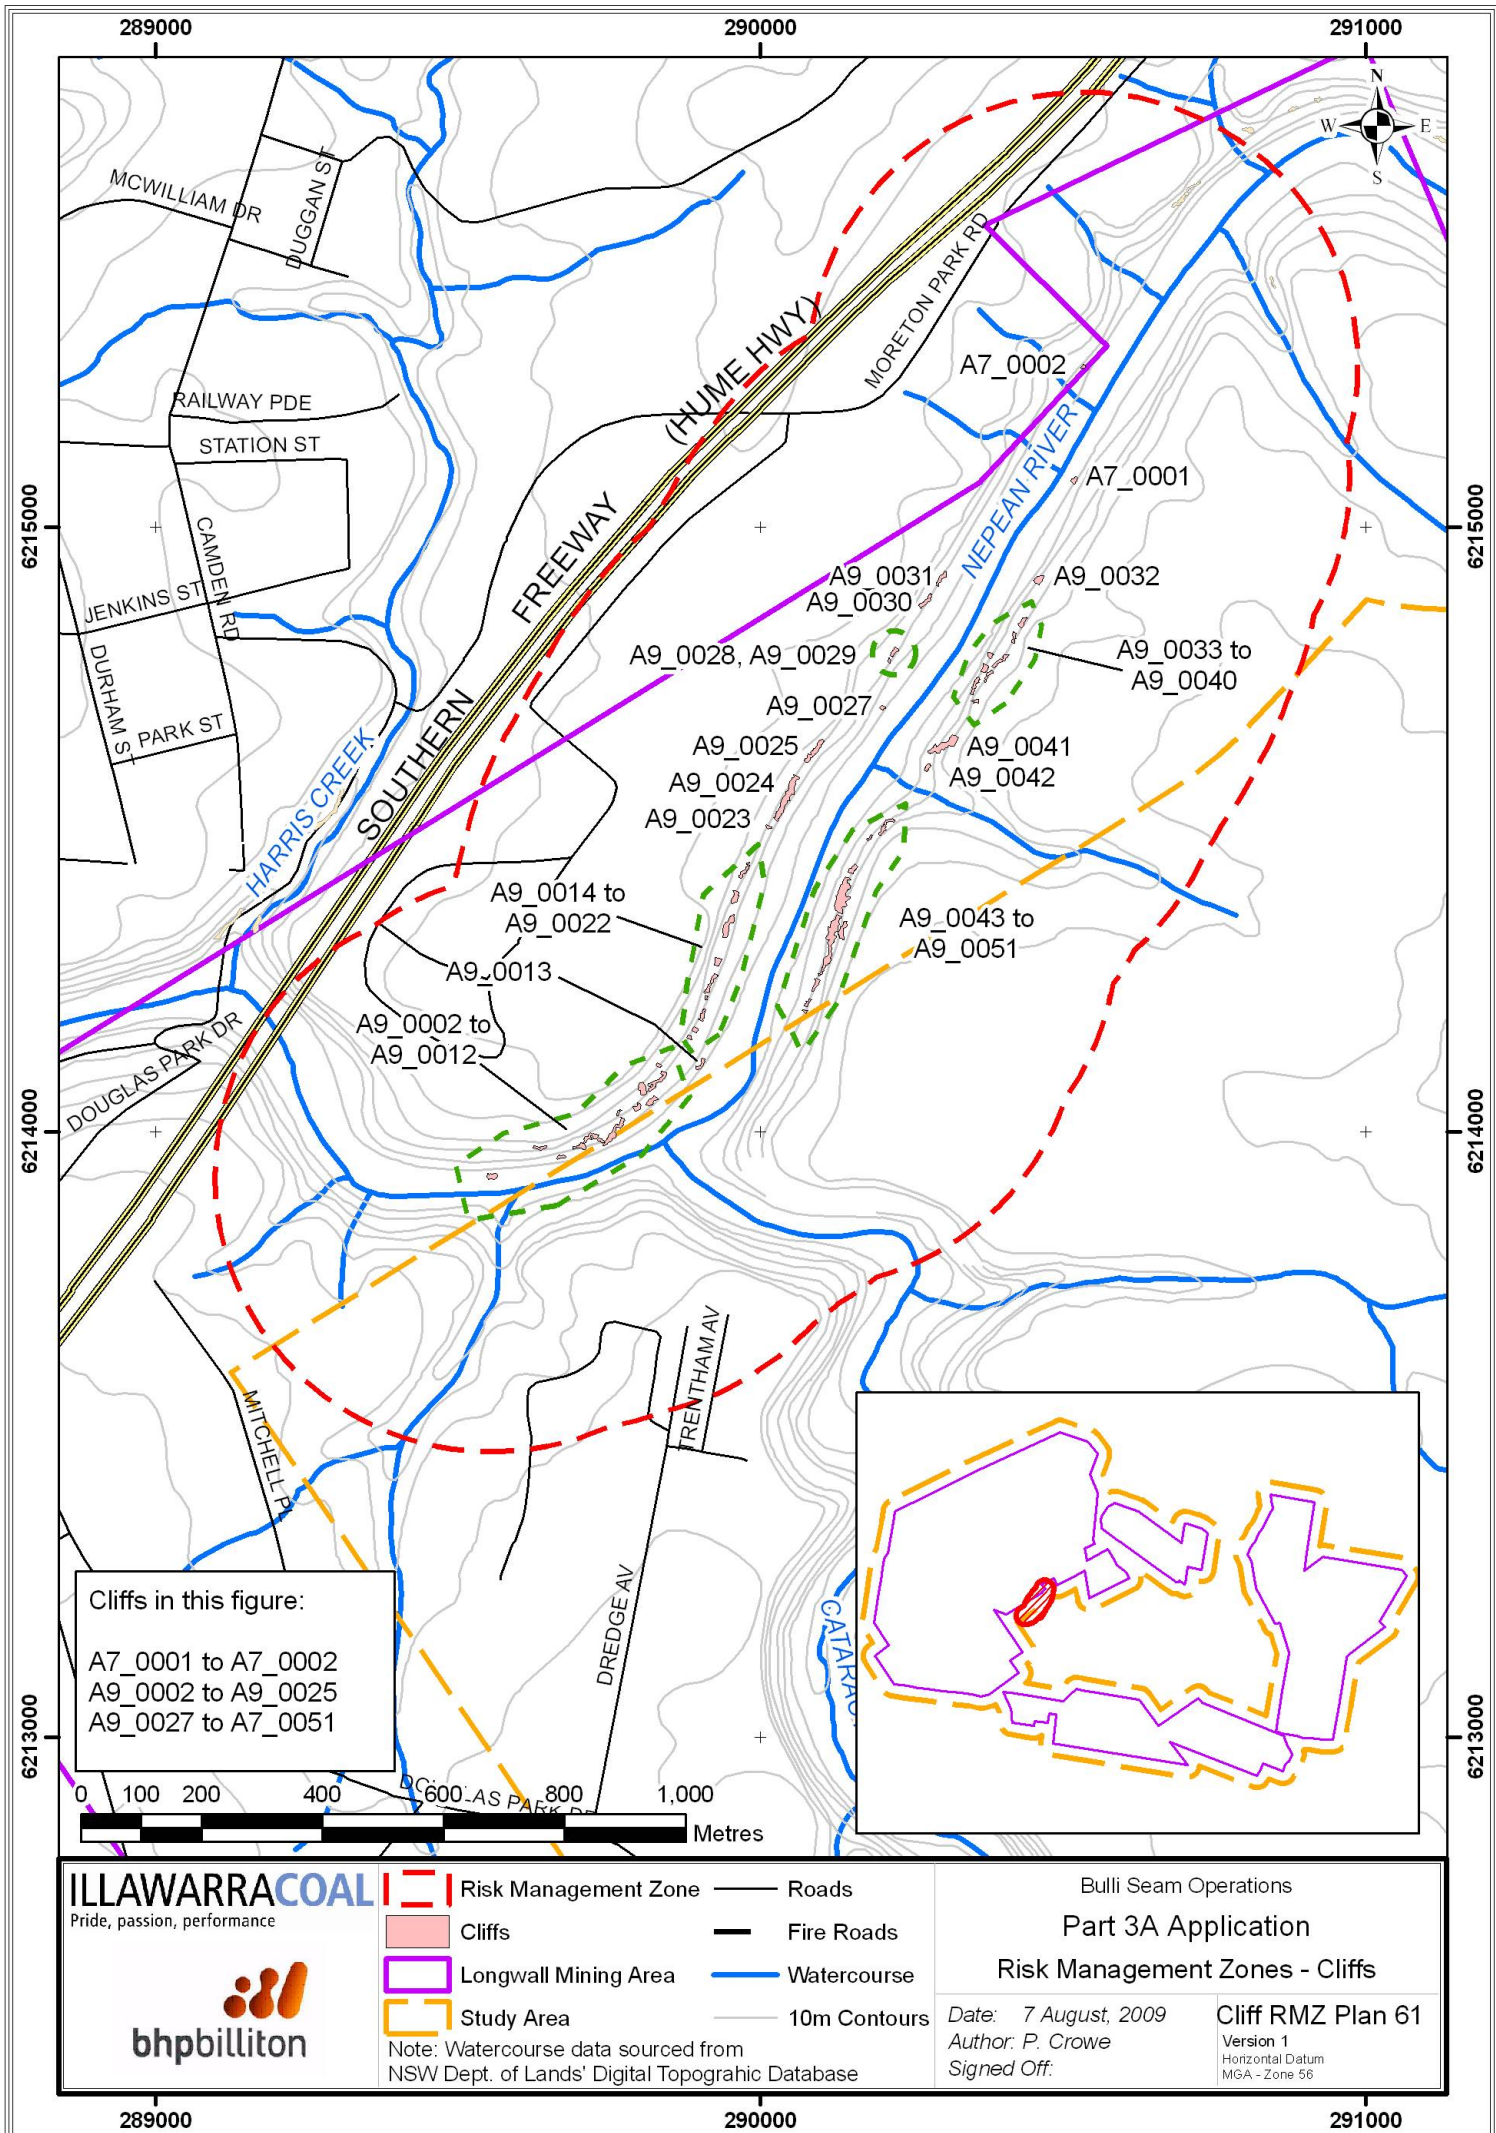 289000
290000
291000
N
W
E
S
MCWILLIAM DR
DUGGAN ST
MORETON PARK RD
(HUME HWY)
A7_0002
RAILWAY PDE
STATION ST
NEPEAN RIVER
A7_0001
6215000
6215000
FREEWAY
CAMDEN RD
JENKINS ST
A9_0031
A9_0030
A9_0032
DURHAM ST
A9_0028, A9_0029
A9_0033 to
A9_0040
PARK ST
A9_0027
HARRIS CREEK
SOUTHERN
A9_0025
A9_0041
A9_0024
A9_0042
A9_0023
A9_0014 to
A9_0022
A9_0043 to
A9_0051
A9_0013
A9_0002 to
A9_0012
DOUGLAS PARK DR
6214000
6214000
TRENTHAM AV
MITCHELL PL
DREDGE AV
Cliffs in this figure:
A7_0001 to A7_0002
A9_0002 to A9_0025
A9_0027 to A7_0051
6213000
6213000
0 100 200 400 600 800 1,000
Metres
PARK
ILLAWARRACOAL
Pride, passion, performance
bhpbilliton
Risk Management Zone
Cliffs
Longwall Mining Area
Study Area
Roads
Fire Roads
Watercourse
10m Contours
Note: Watercourse data sourced from
NSW Dept. of Lands' Digital Topograhic Database
Bulli Seam Operations
Part 3A Application
Risk Management Zones - Cliffs
Date: 7 August, 2009
Author: P. Crowe
Signed Off:
Cliff RMZ Plan 61
Version 1
Horizontal Datum
MGA - Zone 56
289000
290000
291000